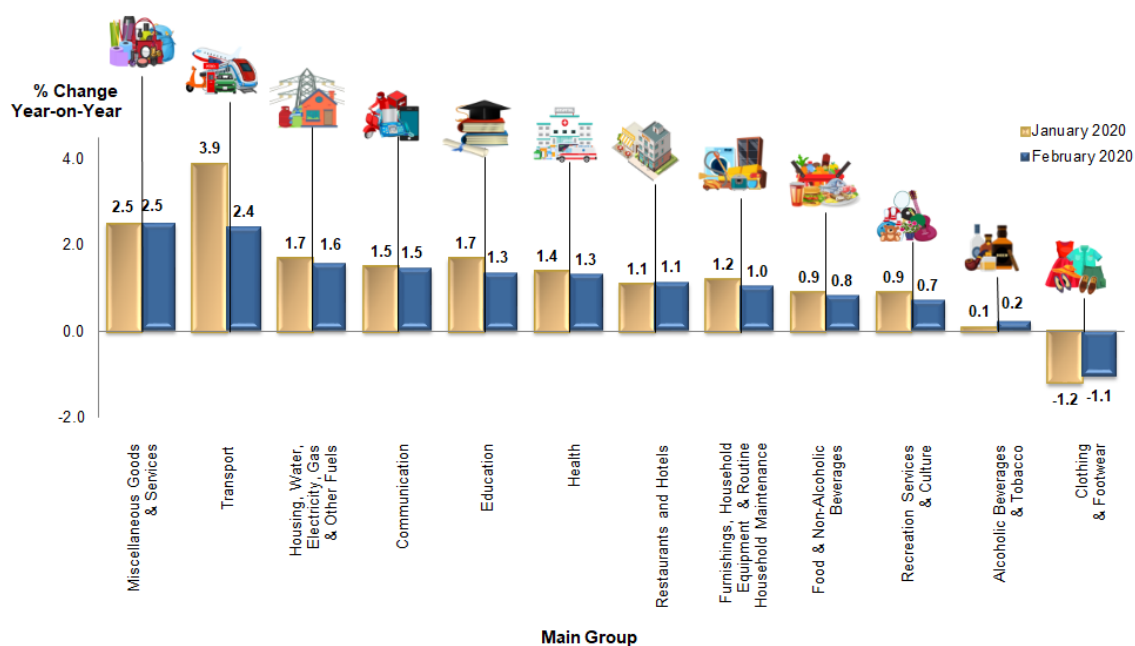 % Change
Year-on-Year
January 2020
February 2020
4.0
2.0
0.0
-2.0
2.5
2.5
3.9
2.4
1.7
1.6
1.5
1.5
1.7
1.3
1.4
1.3
1.1
1.1
1.2
1.0
0.9
0.8
0.9
0.7
0.1
0.2
-1.2
-1.1
Miscellaneous Goods
& Services
Transport
Housing, Water,
Electricity, Gas
& Other Fuels
Communication
Education
Health
Restaurants and Hotels
Furnishings, Household
Equipment & Routine
Household Maintenance
Food & Non-Alcoholic
Beverages
Recreation Services
& Culture
Alcoholic Beverages
& Tobacco
Clothing
& Footwear
Main Group